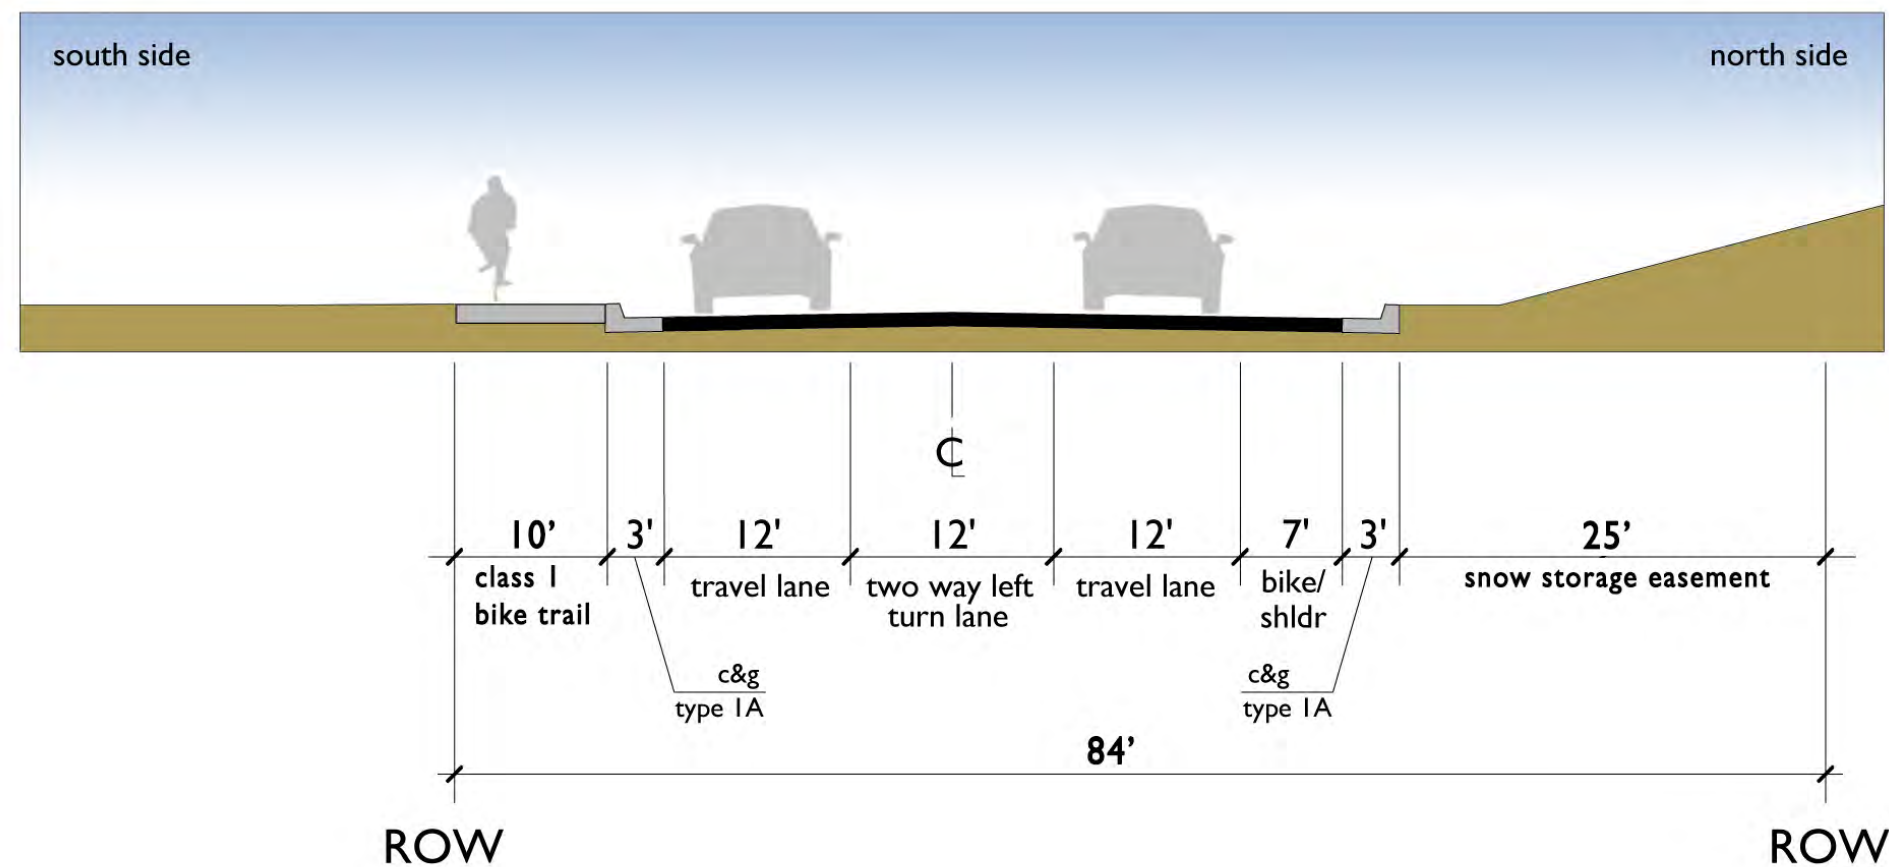 south side
north side
C
L
10’
3'
12'
12'
12'
7'
3'
25’
class 1
bike trail
travel lane
two way left
turn lane
travel lane
bike/
shldr
snow storage easement
c&g
type 1A
c&g
type 1A
84’
ROW
ROW